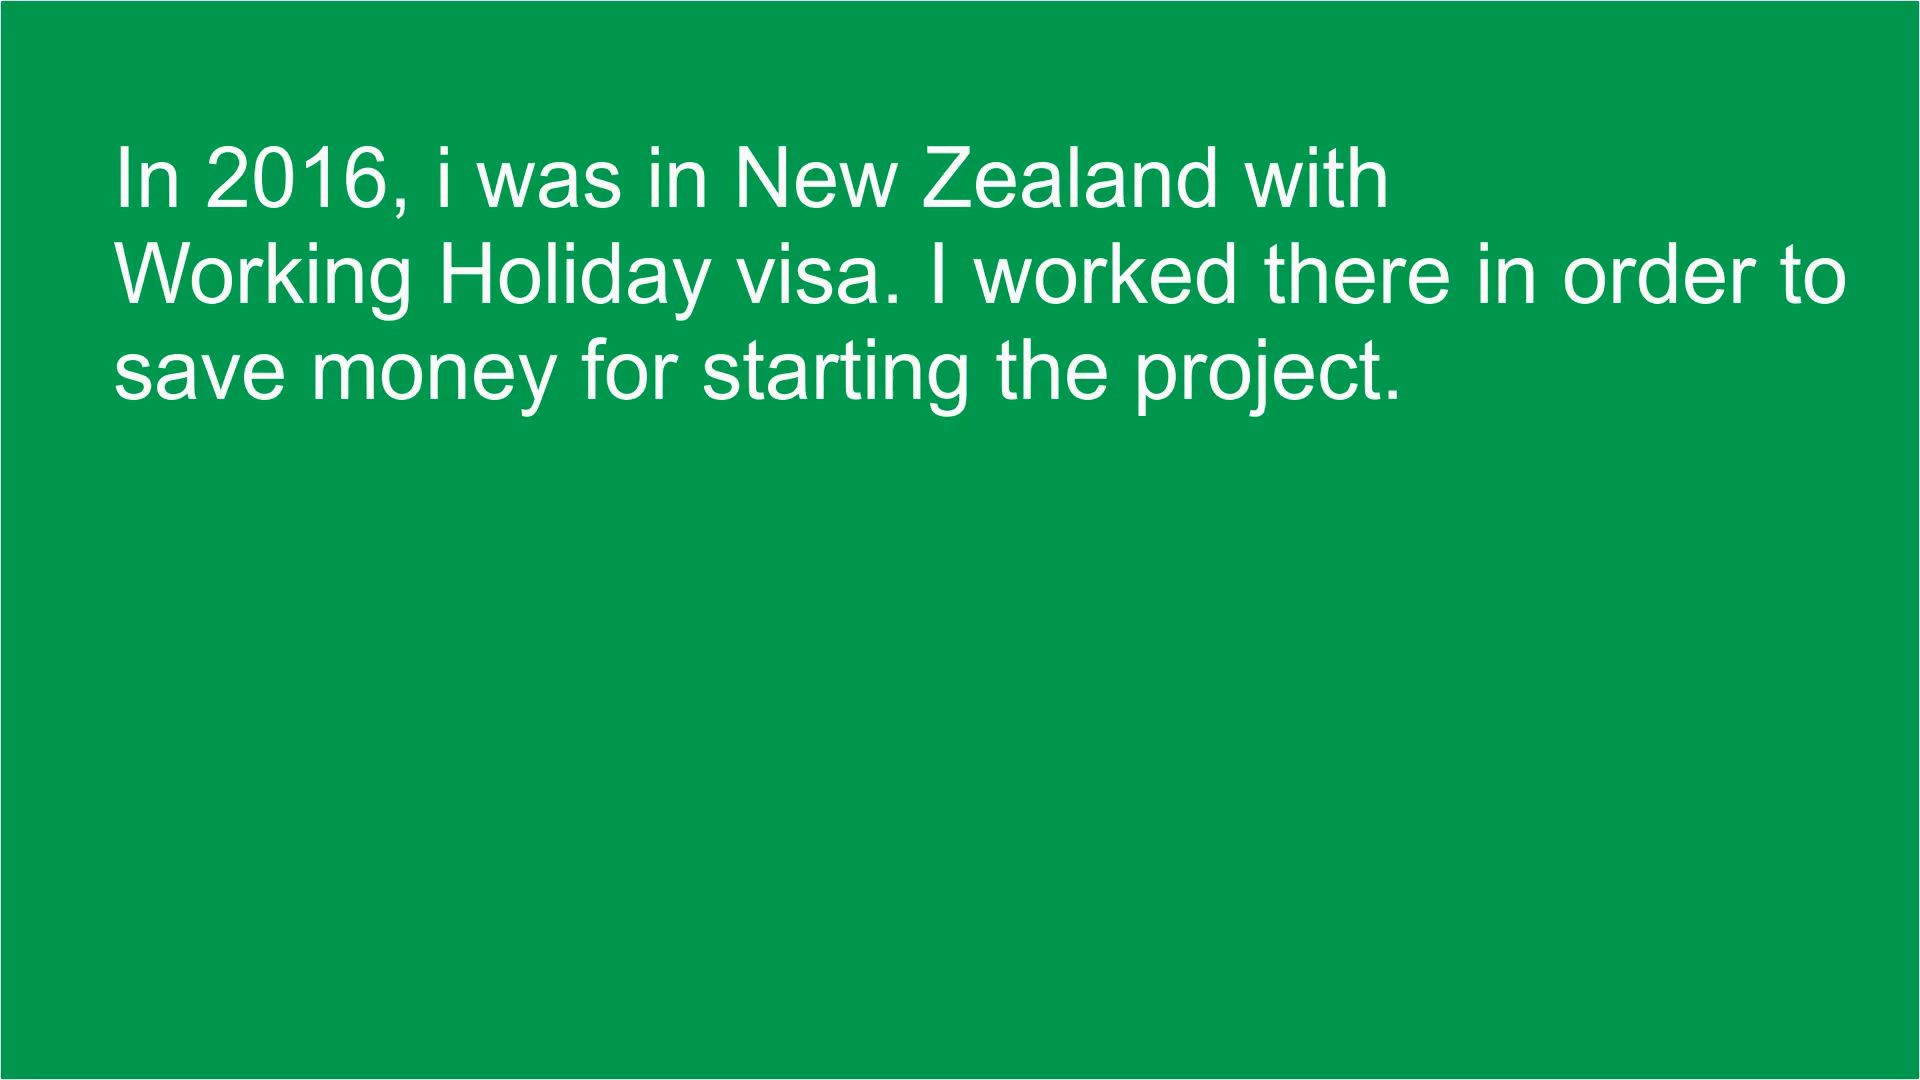 In 2016, i was in New Zealand with
Working Holiday visa. I worked there in order to
save money for starting the project.